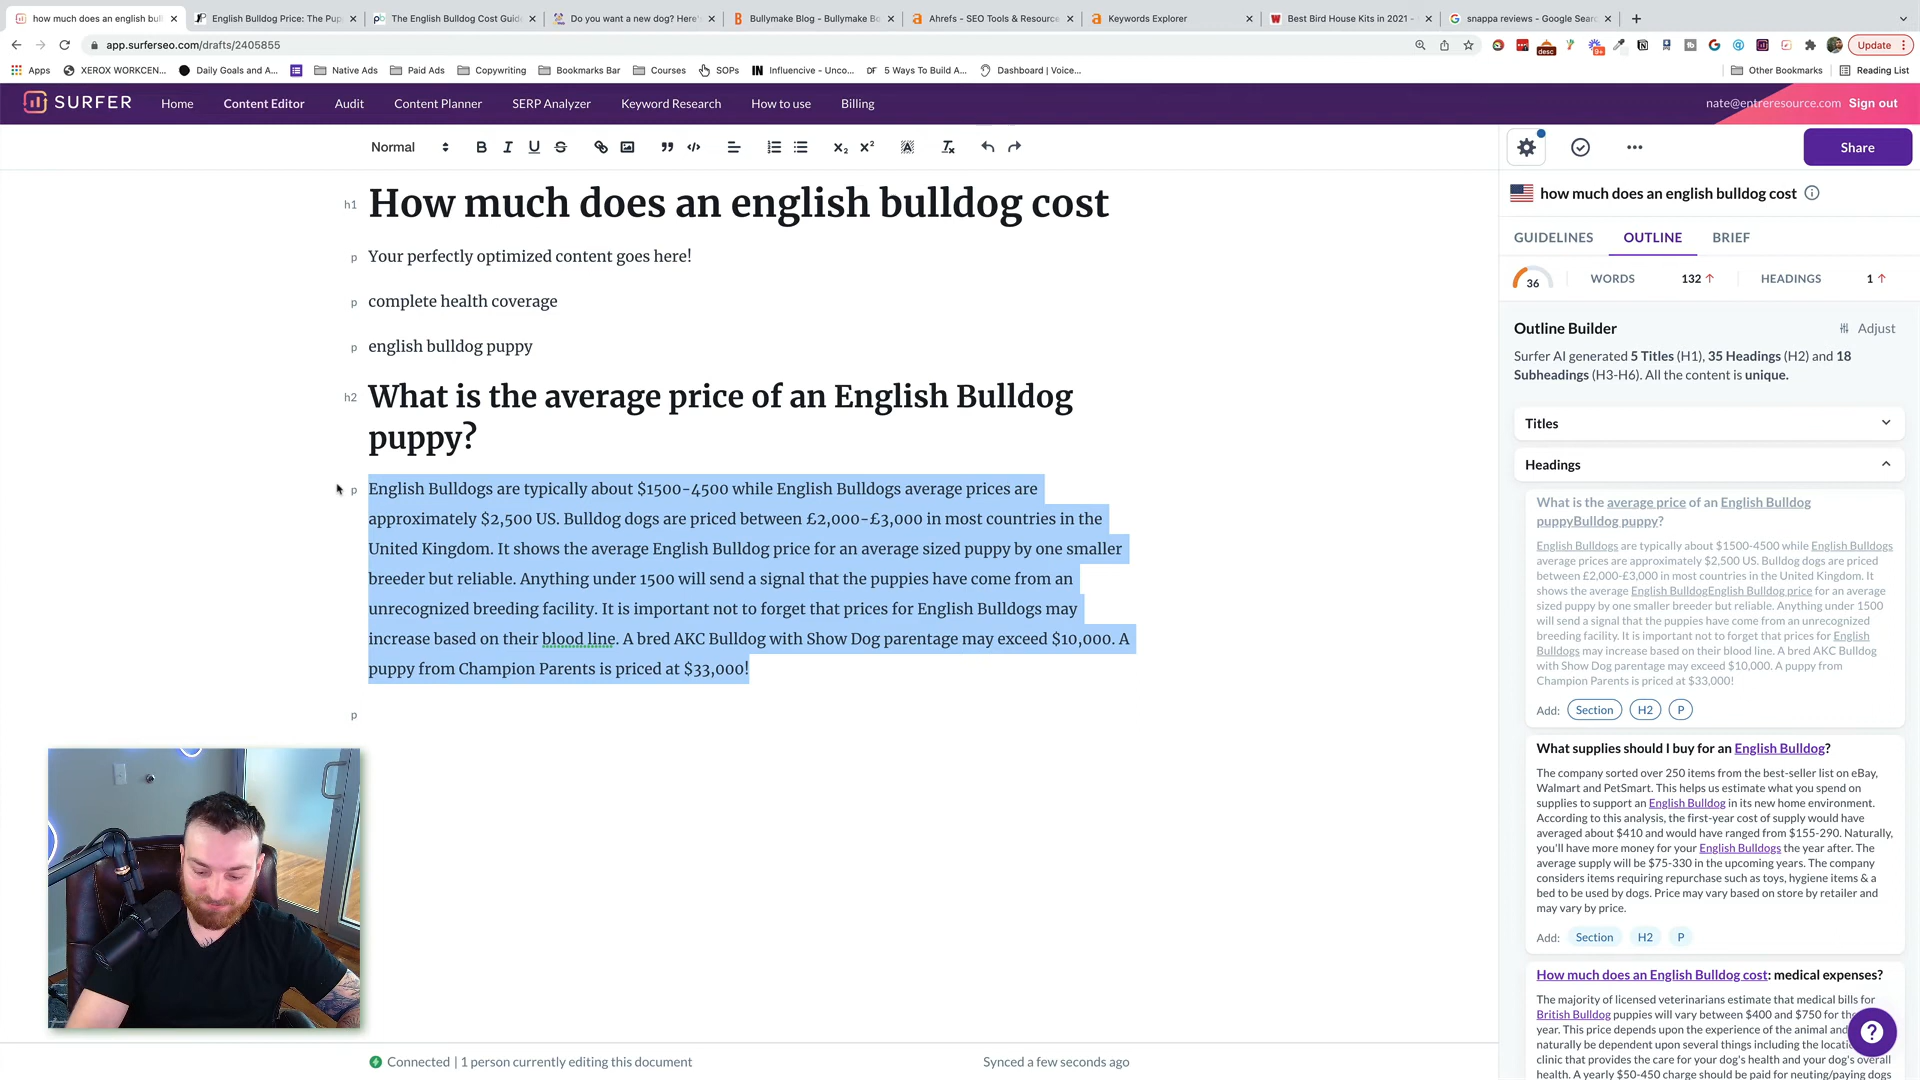 how much does an english bul
English Bulldog Price: The Pup
The English Bulldog Cost Guid
Do you want a new dog? Here'
Bullymake Blog - Bullymake Bo
Ahrefs - SEO Tools & Resource
Keywords Explorer
Best Bird House Kits in 2021 -
snappa reviews - Google Sear
app.surferseo.com/drafts/2405855
desc
9+
Update
Apps
XEROX WORKCEN...
Daily Goals and A...
Native Ads
Paid Ads
Copywriting
Bookmarks Bar
Courses
SOPs
Influencive - Unco...
5 Ways To Build A...
Dashboard | Voice...
Other Bookmarks
Reading List
SURFER
Home
Content Editor
Audit
Content Planner
SERP Analyzer
Keyword Research
How to use
Billing
nate@entreresource.com
Sign out
Normal
Share
h1
How much does an english bulldog cost
p
Your perfectly optimized content goes here!
p
complete health coverage
p
english bulldog puppy
h2
What is the average price of an English Bulldog
puppy?
p
English Bulldogs are typically about $1500-4500 while English Bulldogs average prices are
approximately $2,500 US. Bulldog dogs are priced between £2,000-£3,000 in most countries in the
United Kingdom. It shows the average English Bulldog price for an average sized puppy by one smaller
breeder but reliable. Anything under 1500 will send a signal that the puppies have come from an
unrecognized breeding facility. It is important not to forget that prices for English Bulldogs may
increase based on their blood line. A bred AKC Bulldog with Show Dog parentage may exceed $10,000. A
puppy from Champion Parents is priced at $33,000!
p
Connected | 1 person currently editing this document
Synced a few seconds ago
how much does an english bulldog cost
GUIDELINES
OUTLINE
BRIEF
36
WORDS
132 ↑
HEADINGS
1 ↑
Outline Builder
Adjust
Surfer AI generated 5 Titles (H1), 35 Headings (H2) and 18
Subheadings (H3-H6). All the content is unique.
Titles
Headings
What is the average price of an English Bulldog
puppyBulldog puppy?
English Bulldogs are typically about $1500-4500 while English Bulldogs
average prices are approximately $2,500 US. Bulldog dogs are priced
between £2,000-£3,000 in most countries in the United Kingdom. It
shows the average English BulldogEnglish Bulldog price for an average
sized puppy by one smaller breeder but reliable. Anything under 1500
will send a signal that the puppies have come from an unrecognized
breeding facility. It is important not to forget that prices for English
Bulldogs may increase based on their blood line. A bred AKC Bulldog
with Show Dog parentage may exceed $10,000. A puppy from
Champion Parents is priced at $33,000!
Add: Section H2 P
What supplies should I buy for an English Bulldog?
The company sorted over 250 items from the best-seller list on eBay,
Walmart and PetSmart. This helps us estimate what you spend on
supplies to support an English Bulldog in its new home environment.
According to this analysis, the first-year cost of supply would have
averaged about $410 and would have ranged from $155-290. Naturally,
you'll have more money for your English Bulldogs the year after. The
average supply will be $75-330 in the upcoming years. The company
considers items requiring repurchase such as toys, hygiene items & a
bed to be used by dogs. Price may vary based on store by retailer and
may vary by price.
Add: Section H2 P
How much does an English Bulldog cost: medical expenses?
The majority of licensed veterinarians estimate that medical bills for
British Bulldog puppies will vary between $400 and $750 for the
year. This price depends upon the experience of the animal and
naturally be dependent upon several things including the locati
clinic that provides the care for your dog's health and your dog's overall
health. A yearly $50-450 charge should be paid for neuting/paying dogs